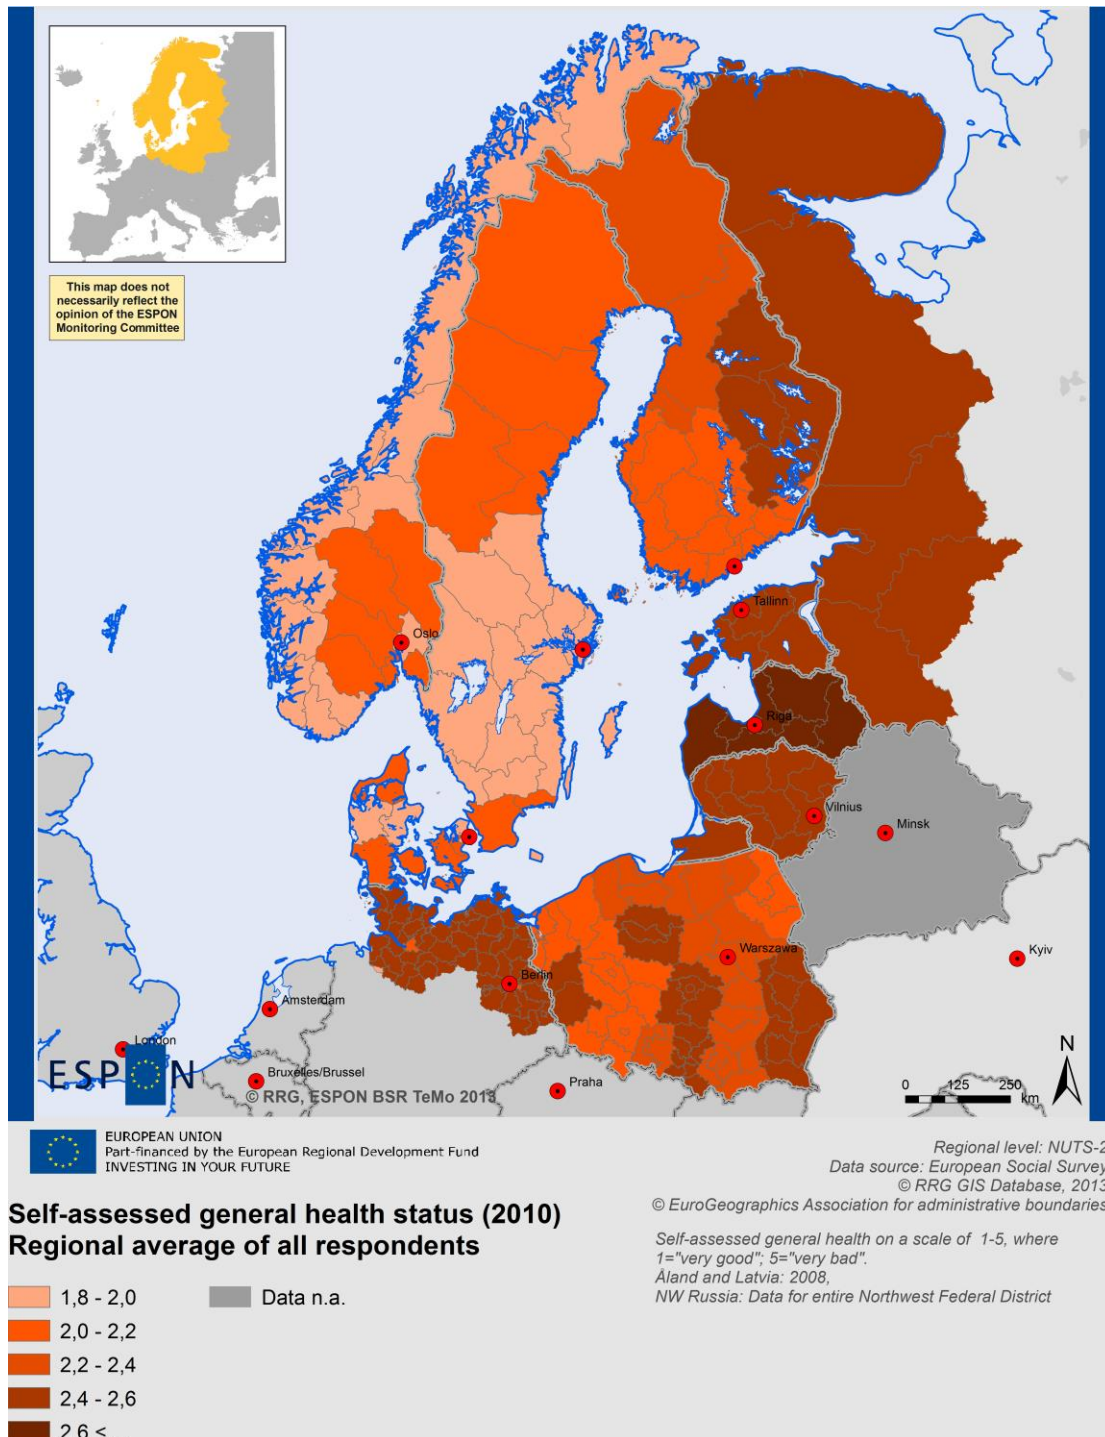 This map does not
necessarily reflect the
opinion of the ESPON
Monitoring Committee
Oslo
Tallinn
Riga
Vilnius
Minsk
Warszawa
Kyiv
Berlin
Amsterdam
London
Bruxelles/Brussel
Praha
ESPON
© RRG, ESPON BSR TeMo 2013
N
0 125 250
km
EUROPEAN UNION
Part-financed by the European Regional Development Fund
INVESTING IN YOUR FUTURE
Regional level: NUTS-2
Data source: European Social Survey
© RRG GIS Database, 2013
© EuroGeographics Association for administrative boundaries
Self-assessed general health status (2010)
Regional average of all respondents
Self-assessed general health on a scale of 1-5, where
1="very good"; 5="very bad".
Åland and Latvia: 2008,
NW Russia: Data for entire Northwest Federal District
1,8 - 2,0
Data n.a.
2,0 - 2,2
2,2 - 2,4
2,4 - 2,6
2,6 <